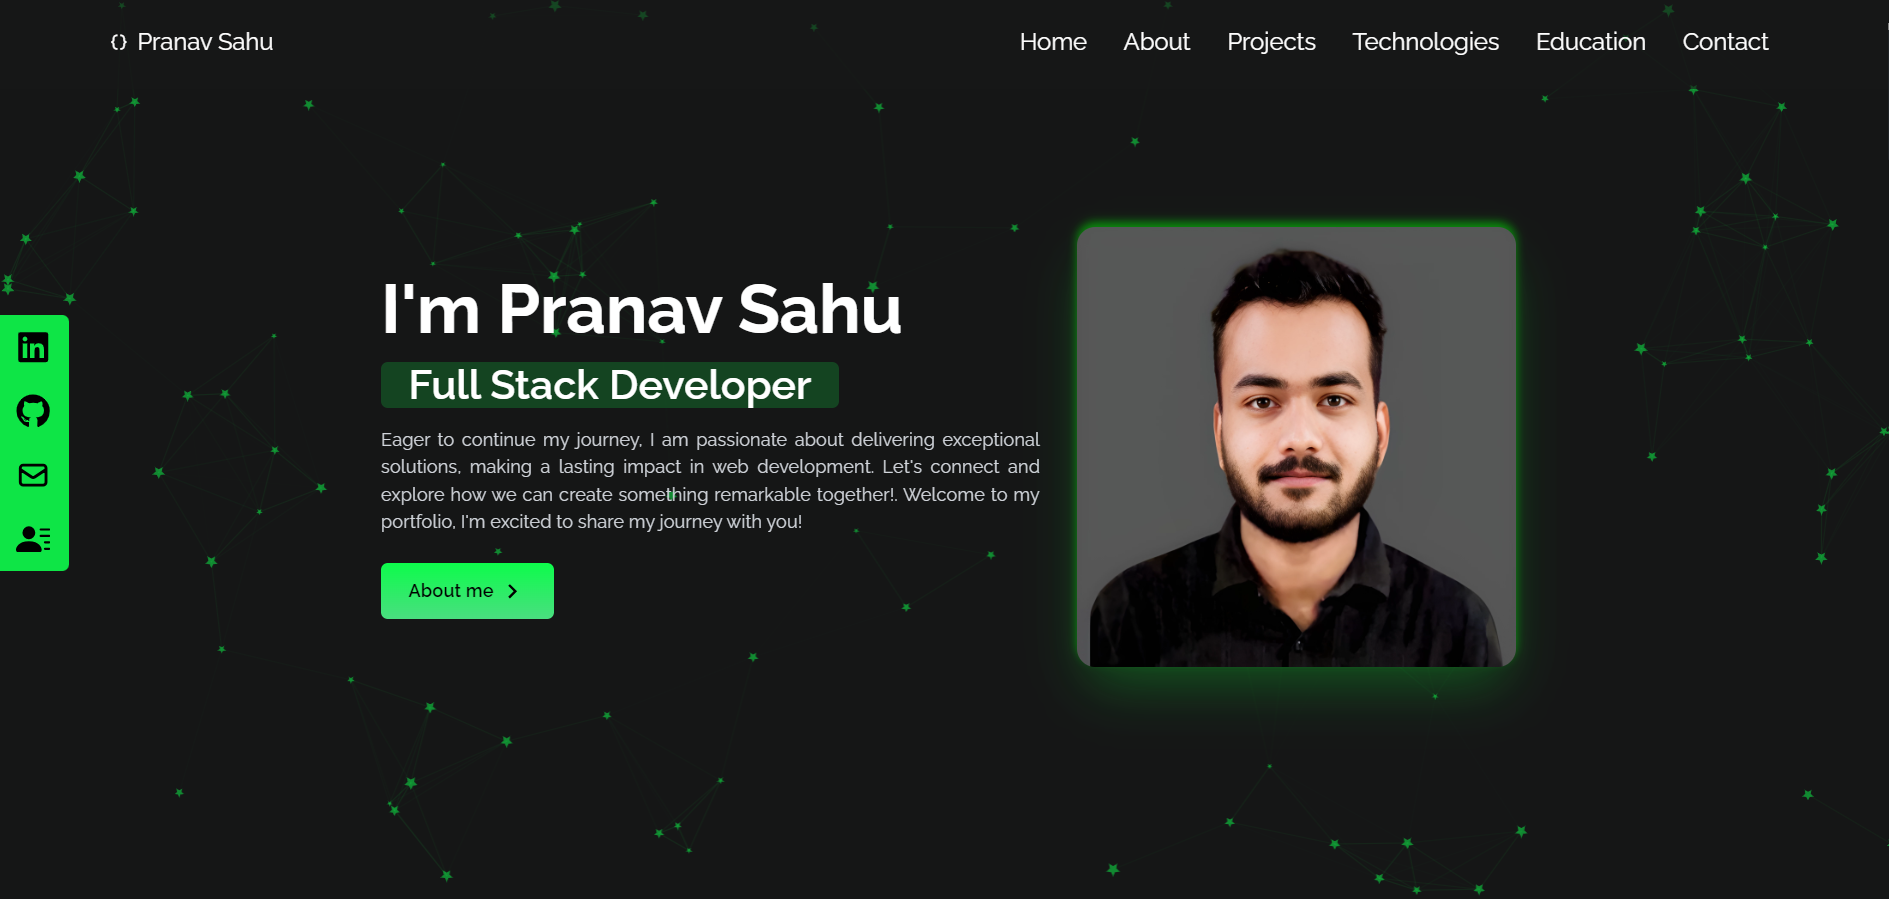 {} Pranav Sahu
Home About Projects Technologies Education Contact
I'm Pranav Sahu
Full Stack Developer
Eager to continue my journey, I am passionate about delivering exceptional
solutions, making a lasting impact in web development. Let's connect and
explore how we can create something remarkable together!. Welcome to my
portfolio, I'm excited to share my journey with you!
About me
in